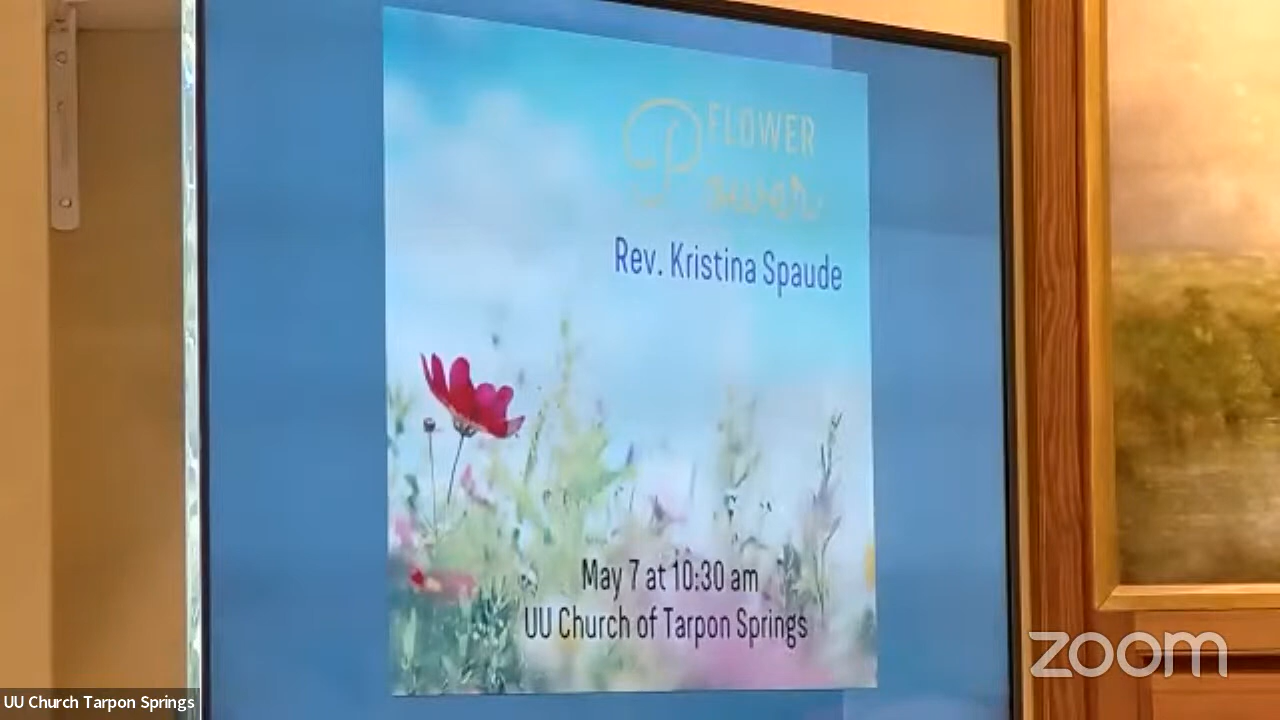 FLOWER
Power
Rev. Kristina Spaude
May 7 at 10:30 am
UU Church of Tarpon Springs
zoom
UU Church Tarpon Springs